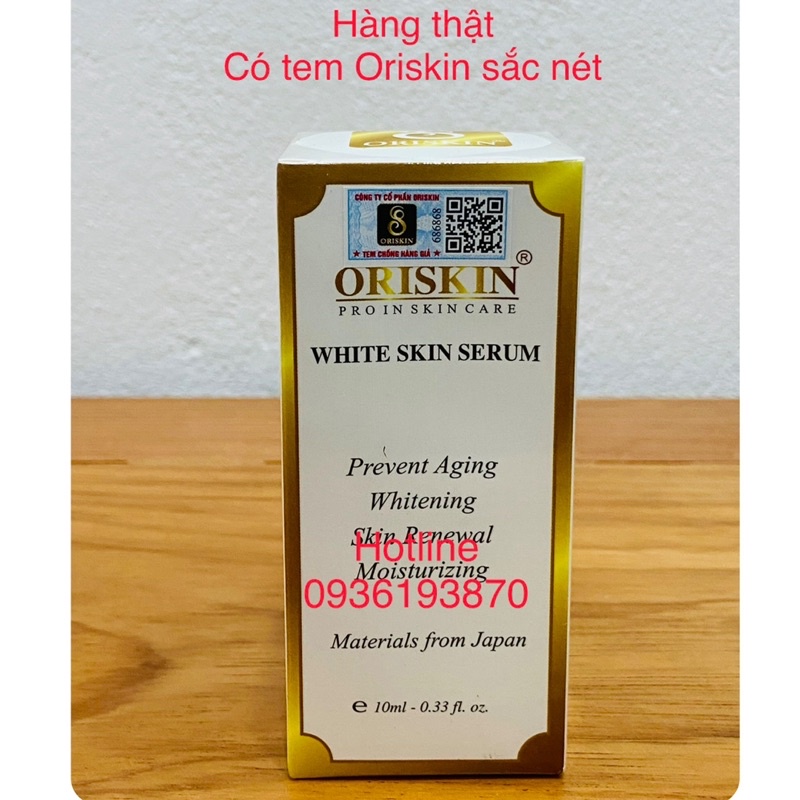 Hàng thật
Có tem Oriskin sắc nét
ORISKIN
CÔNG TY CỔ PHẦN ORISKIN
ORISKIN
686868
★ TEM CHỐNG HÀNG GIẢ ★
ORISKIN®
PRO IN SKIN CARE
WHITE SKIN SERUM
Prevent Aging
Whitening
Skin Renewal
Hotline
Moisturizing
0936193870
Materials from Japan
e 10ml - 0.33 fl. oz.